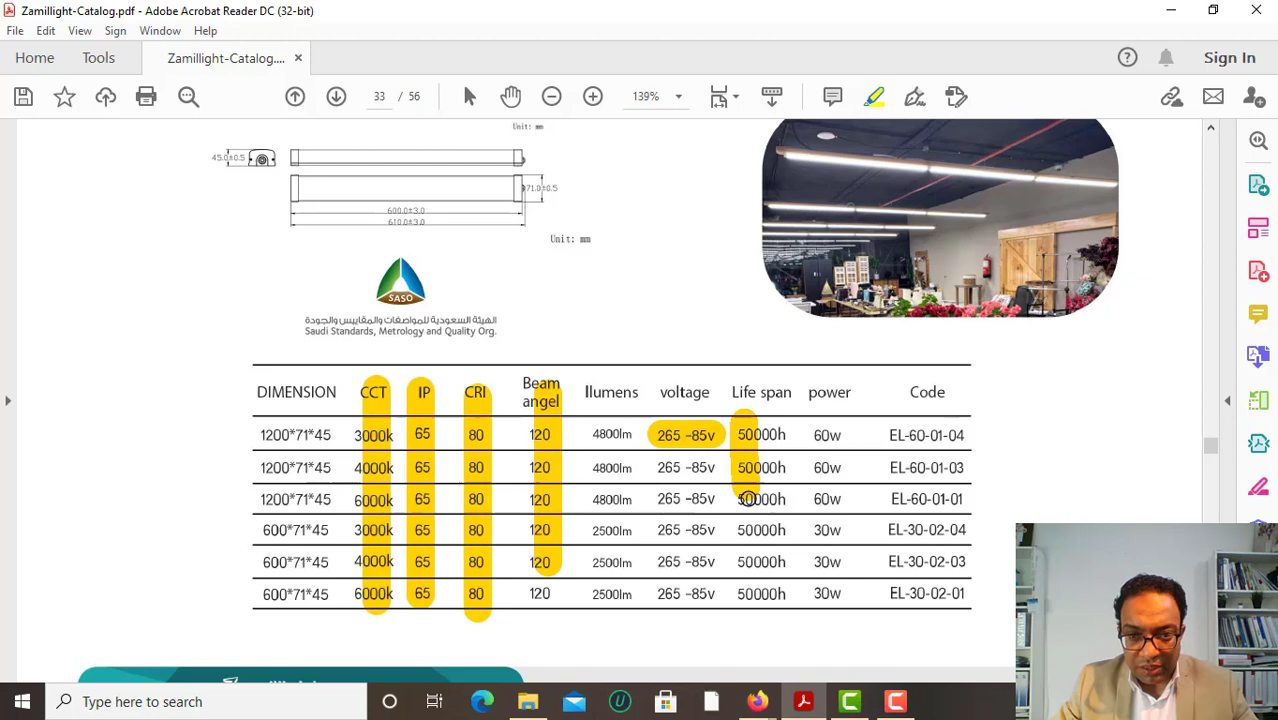 Zamillight-Catalog.pdf - Adobe Acrobat Reader DC (32-bit)
File Edit View Sign Window Help
Home Tools Zamillight-Catalog.... × Sign In
33 / 56 139%
Unit: mm
45.0±0.5
71.0±0.5
600.0±3.0
610.0±3.0
Unit: mm
SASO
الهيئة السعودية للمواصفات والمقاييس والجودة
Saudi Standards, Metrology and Quality Org.
DIMENSION CCT IP CRI Beam angel llumens voltage Life span power Code
1200*71*45 3000k 65 80 120 4800lm 265 -85v 50000h 60w EL-60-01-04
1200*71*45 4000k 65 80 120 4800lm 265 -85v 50000h 60w EL-60-01-03
1200*71*45 6000k 65 80 120 4800lm 265 -85v 50000h 60w EL-60-01-01
600*71*45 3000k 65 80 120 2500lm 265 -85v 50000h 30w EL-30-02-04
600*71*45 4000k 65 80 120 2500lm 265 -85v 50000h 30w EL-30-02-03
600*71*45 6000k 65 80 120 2500lm 265 -85v 50000h 30w EL-30-02-01
Type here to search